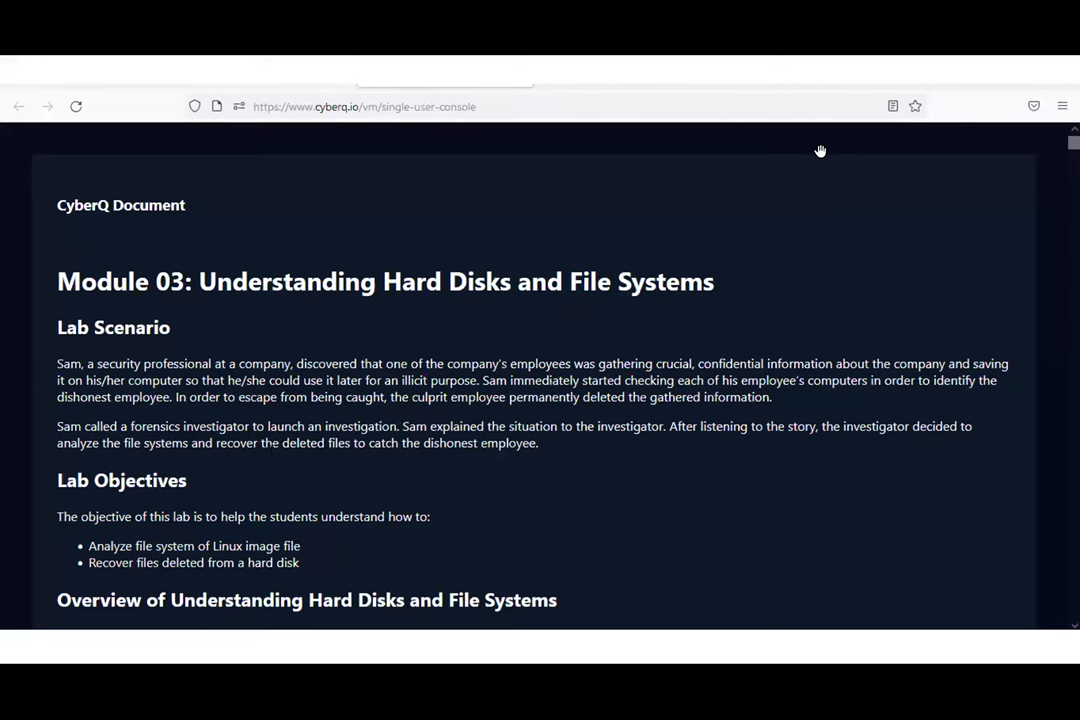 https://www.cyberq.io/vm/single-user-console
CyberQ Document
Module 03: Understanding Hard Disks and File Systems
Lab Scenario
Sam, a security professional at a company, discovered that one of the company’s employees was gathering crucial, confidential information about the company and saving
it on his/her computer so that he/she could use it later for an illicit purpose. Sam immediately started checking each of his employee’s computers in order to identify the
dishonest employee. In order to escape from being caught, the culprit employee permanently deleted the gathered information.
Sam called a forensics investigator to launch an investigation. Sam explained the situation to the investigator. After listening to the story, the investigator decided to
analyze the file systems and recover the deleted files to catch the dishonest employee.
Lab Objectives
The objective of this lab is to help the students understand how to:
• Analyze file system of Linux image file
• Recover files deleted from a hard disk
Overview of Understanding Hard Disks and File Systems